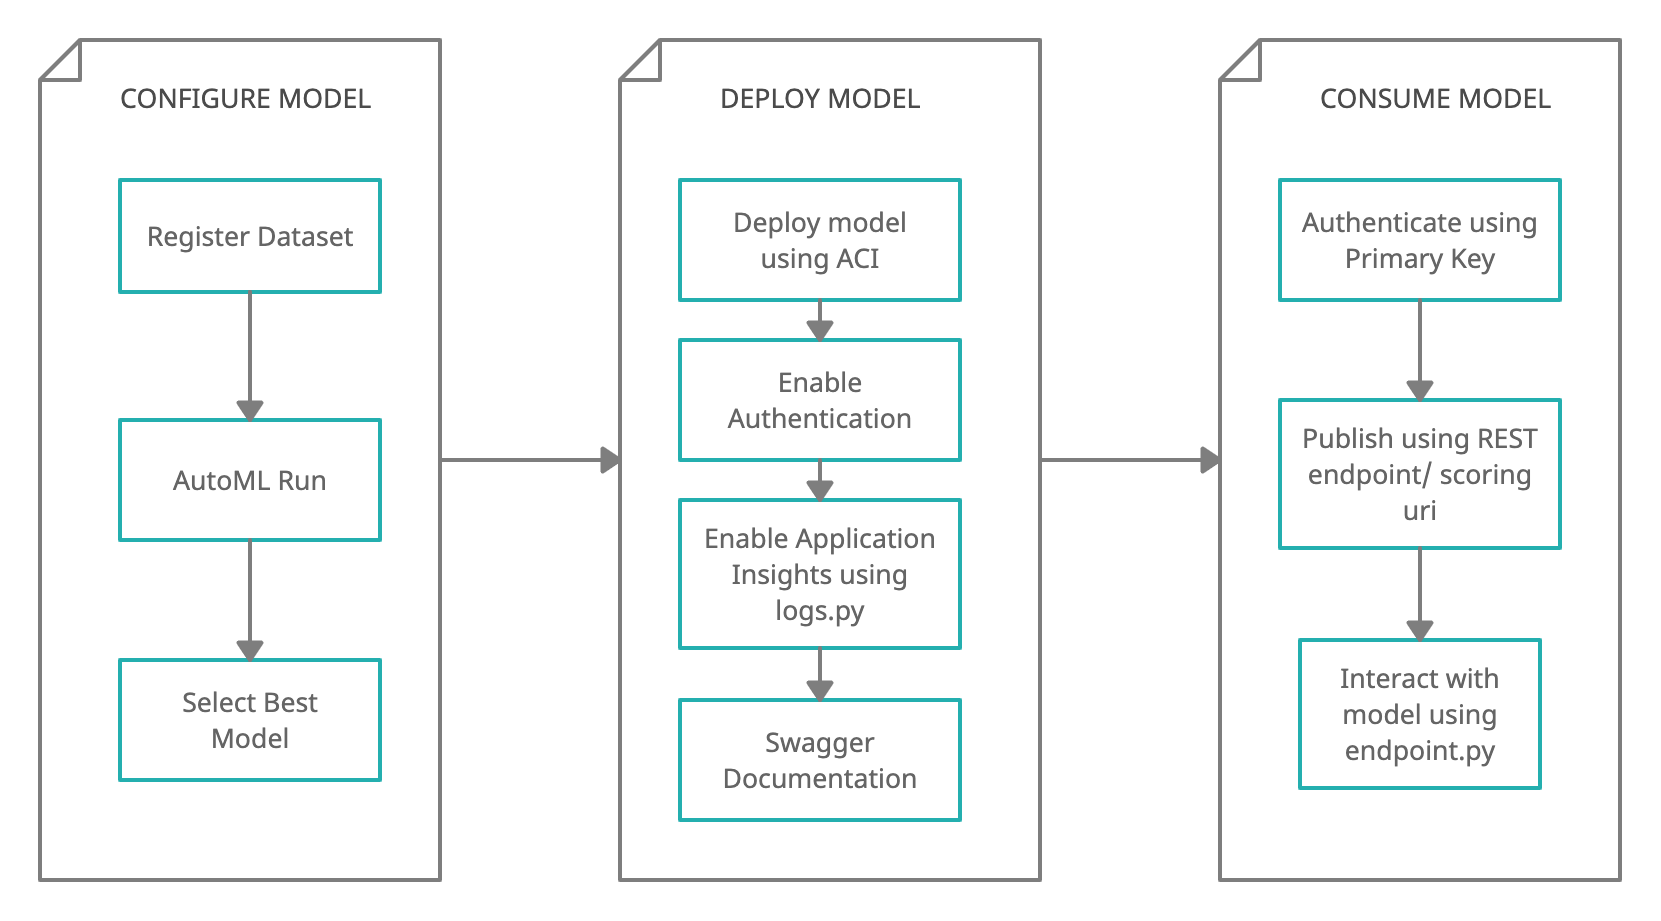 CONFIGURE MODEL
Register Dataset
AutoML Run
Select Best
Model
DEPLOY MODEL
Deploy model
using ACI
Enable
Authentication
Enable Application
Insights using
logs.py
Swagger
Documentation
CONSUME MODEL
Authenticate using
Primary Key
Publish using REST
endpoint/ scoring
uri
Interact with
model using
endpoint.py